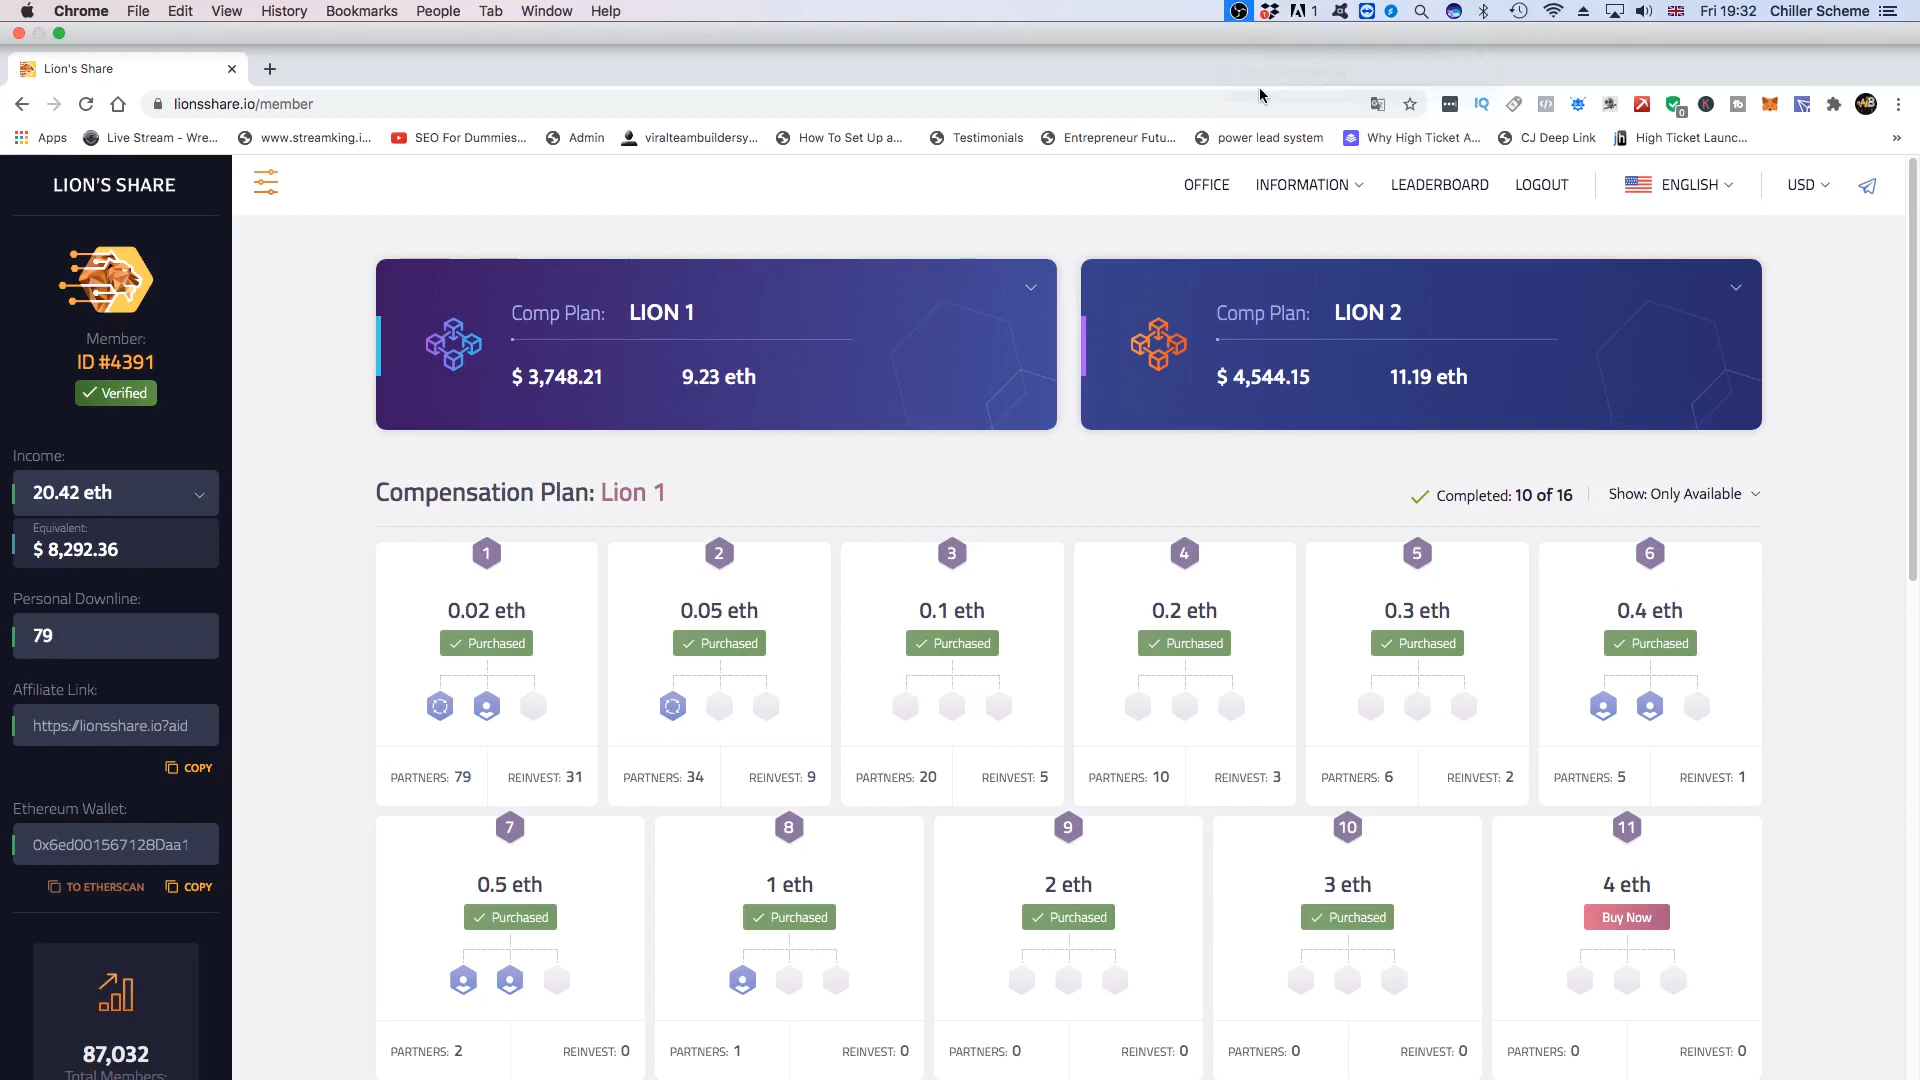 Chrome File Edit View History Bookmarks People Tab Window Help
1 Fri 19:32 Chiller Scheme
Lion's Share
lionsshare.io/member
Apps Live Stream - Wre... www.streamking.i... SEO For Dummies... Admin viralteambuildersy... How To Set Up a... Testimonials Entrepreneur Futu... power lead system Why High Ticket A... CJ Deep Link High Ticket Launc... »
LION'S SHARE
OFFICE INFORMATION LEADERBOARD LOGOUT ENGLISH USD
Member:
ID #4391
Verified
Income:
20.42 eth
Equivalent:
$ 8,292.36
Personal Downline:
79
Affiliate Link:
https://lionsshare.io?aid
COPY
Ethereum Wallet:
0x6ed001567128Daa1
TO ETHERSCAN COPY
87,032
Total Members:
Comp Plan: LION 1
$ 3,748.21 9.23 eth
Comp Plan: LION 2
$ 4,544.15 11.19 eth
Compensation Plan: Lion 1
Completed: 10 of 16 Show: Only Available
1 2 3 4 5 6
0.02 eth 0.05 eth 0.1 eth 0.2 eth 0.3 eth 0.4 eth
Purchased Purchased Purchased Purchased Purchased Purchased
PARTNERS: 79 REINVEST: 31 PARTNERS: 34 REINVEST: 9 PARTNERS: 20 REINVEST: 5 PARTNERS: 10 REINVEST: 3 PARTNERS: 6 REINVEST: 2 PARTNERS: 5 REINVEST: 1
7 8 9 10 11
0.5 eth 1 eth 2 eth 3 eth 4 eth
Purchased Purchased Purchased Purchased Buy Now
PARTNERS: 2 REINVEST: 0 PARTNERS: 1 REINVEST: 0 PARTNERS: 0 REINVEST: 0 PARTNERS: 0 REINVEST: 0 PARTNERS: 0 REINVEST: 0